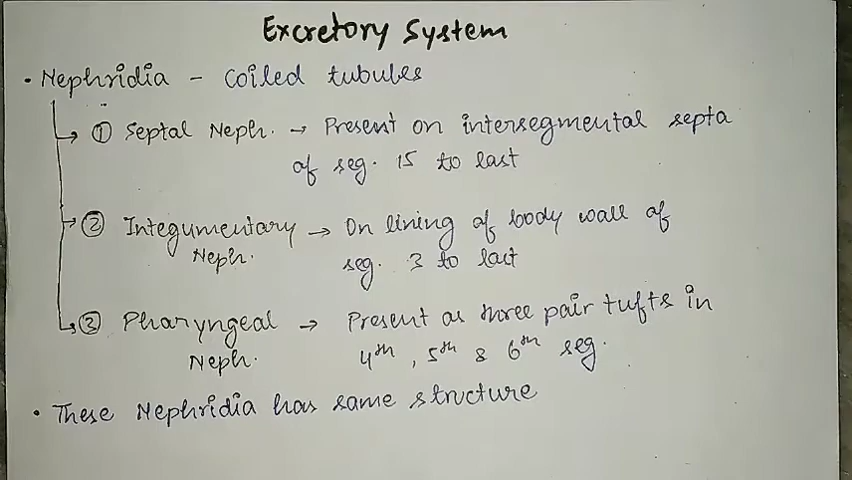 Excretory System
• Nephridia - Coiled tubules
① Septal Neph. → Present on intersegmental septa
of seg. 15 to last
② Integumentary → On lining of body wall of
Neph. seg. 3 to last
③ Pharyngeal → Present as three pair tufts in
Neph. 4th, 5th & 6th seg.
• These Nephridia has same structure